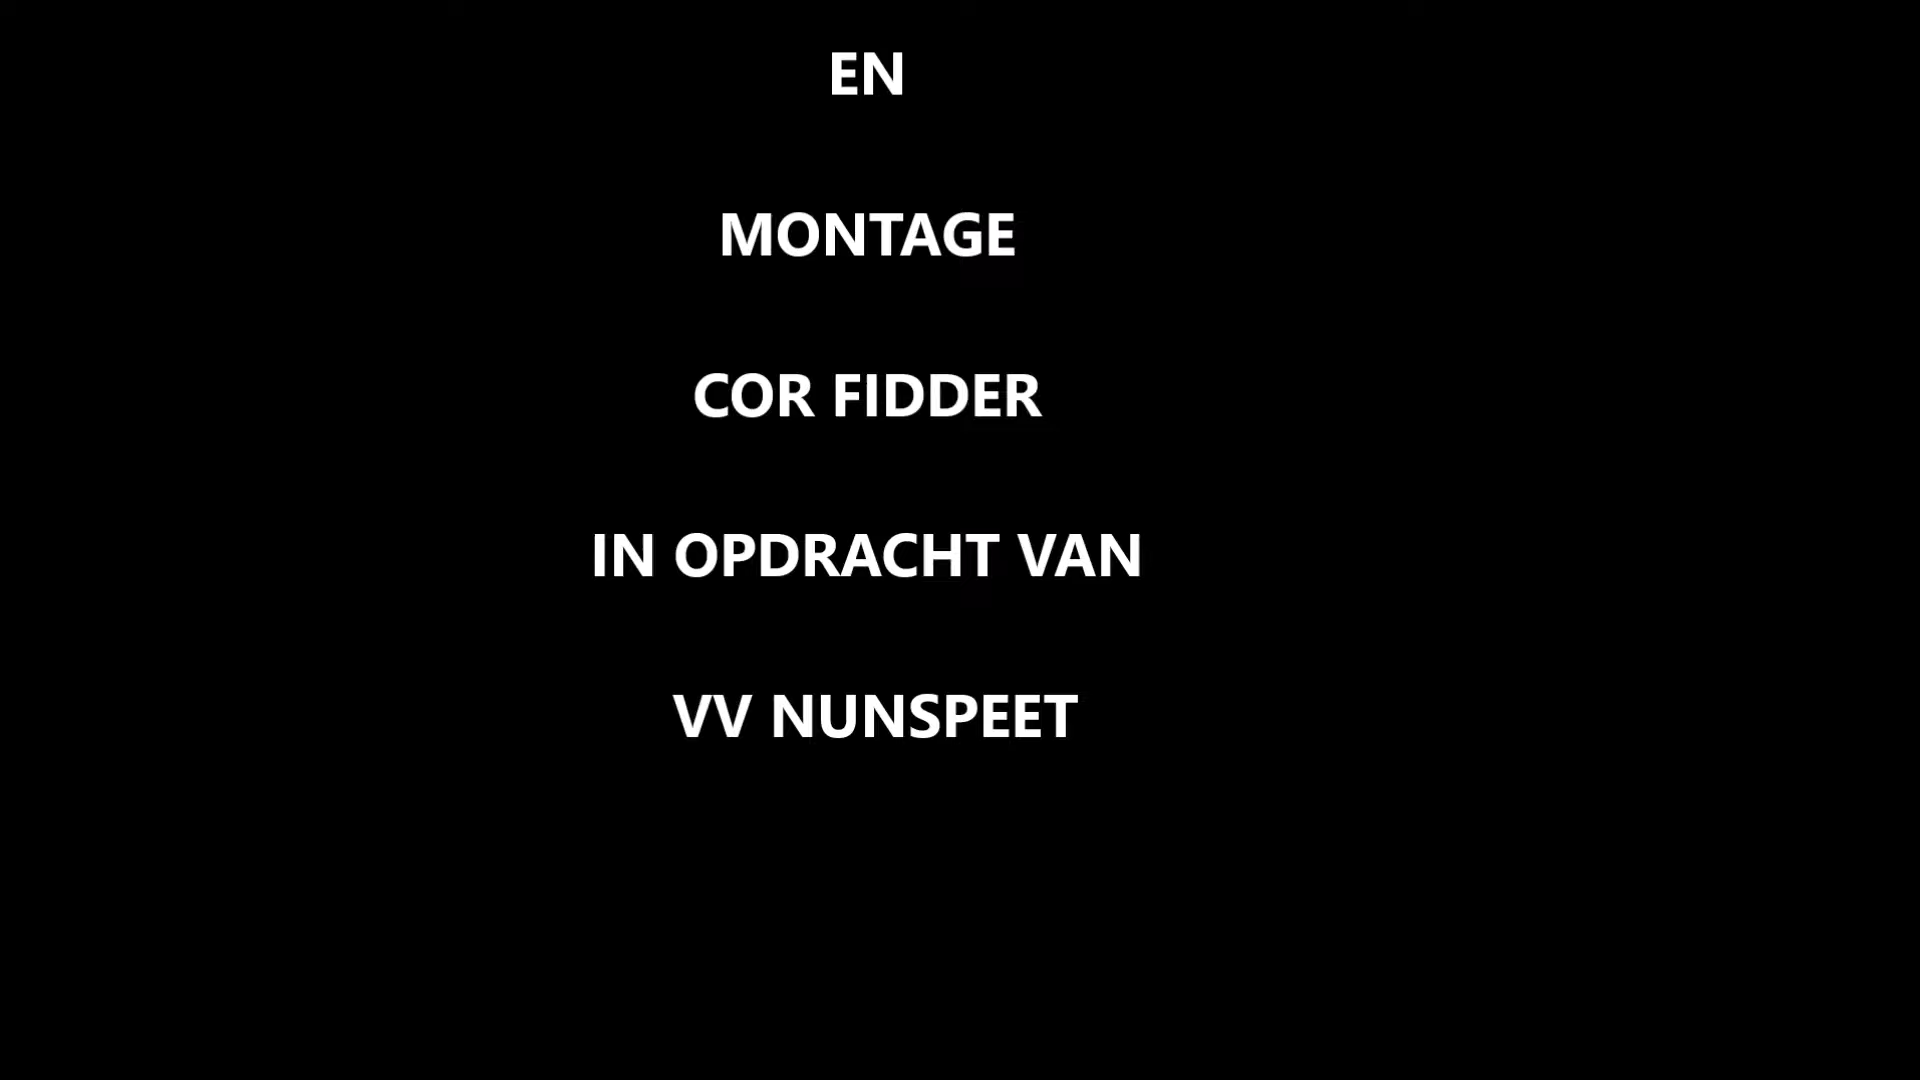 EN
MONTAGE
COR FIDDER
IN OPDRACHT VAN
VV NUNSPEET